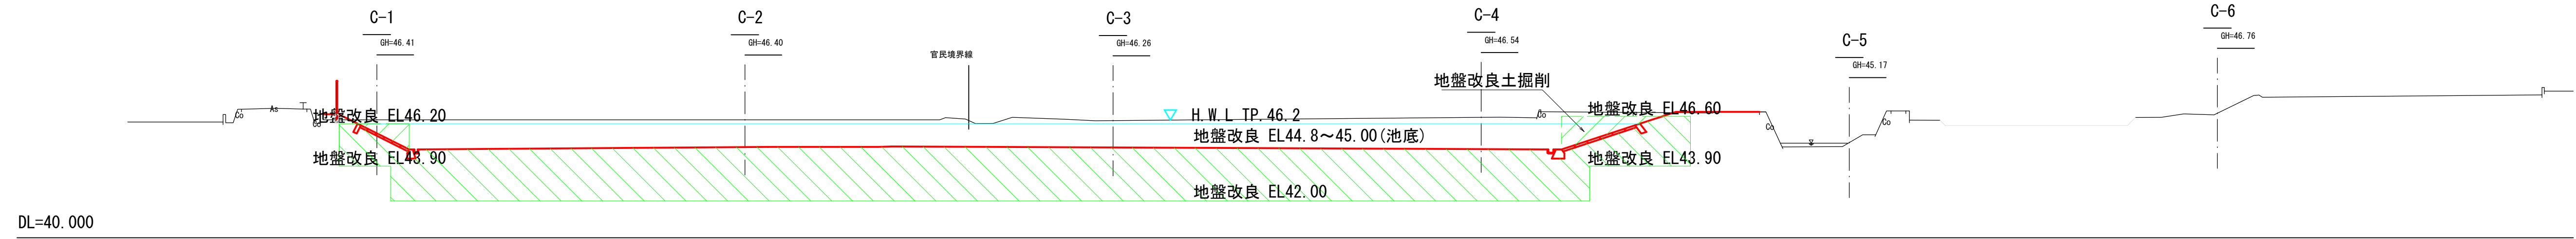 C-1
GH=46.41
C-2
GH=46.40
C-3
GH=46.26
C-4
GH=46.54
C-5
GH=45.17
C-6
GH=46.76
官民境界線
地盤改良土掘削
Co
As
Co
地盤改良 EL46.20
地盤改良 EL43.90
H.W.L TP.46.2
地盤改良 EL44.8～45.00(池底)
地盤改良 EL42.00
Co
地盤改良 EL46.60
地盤改良 EL43.90
Co
Co
DL=40.000